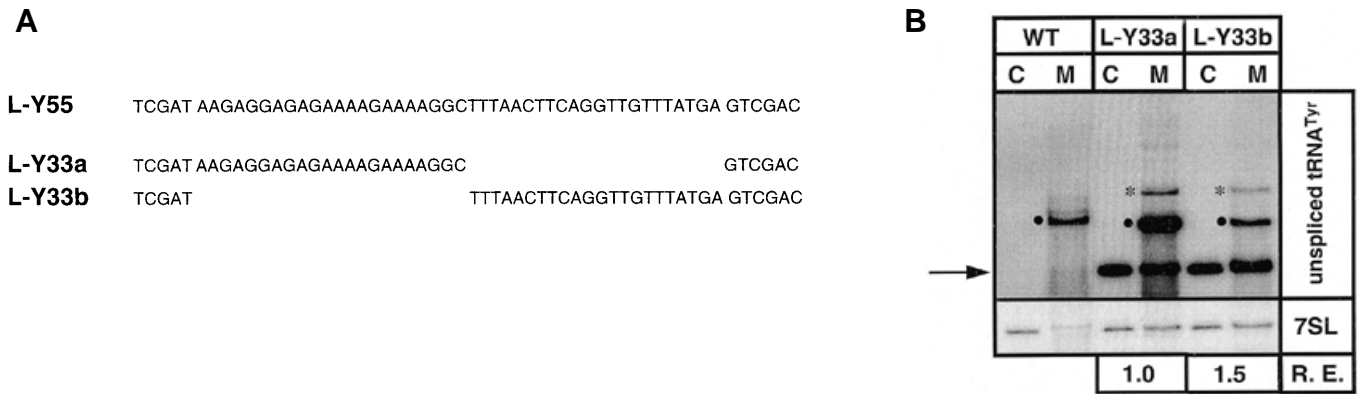 A
L-Y55 TCGAT AAGAGGAGAGAAAAGAAAAGGCTTTAACTTCAGGTTGTTTATGA GTCGAC
L-Y33a TCGAT AAGAGGAGAGAAAAGAAAAGGC GTCGAC
L-Y33b TCGAT TTTAACTTCAGGTTGTTTATGA GTCGAC
B
WT L-Y33a L-Y33b
C M C M C M
* *
unspliced tRNATyr
7SL
1.0 1.5 R. E.